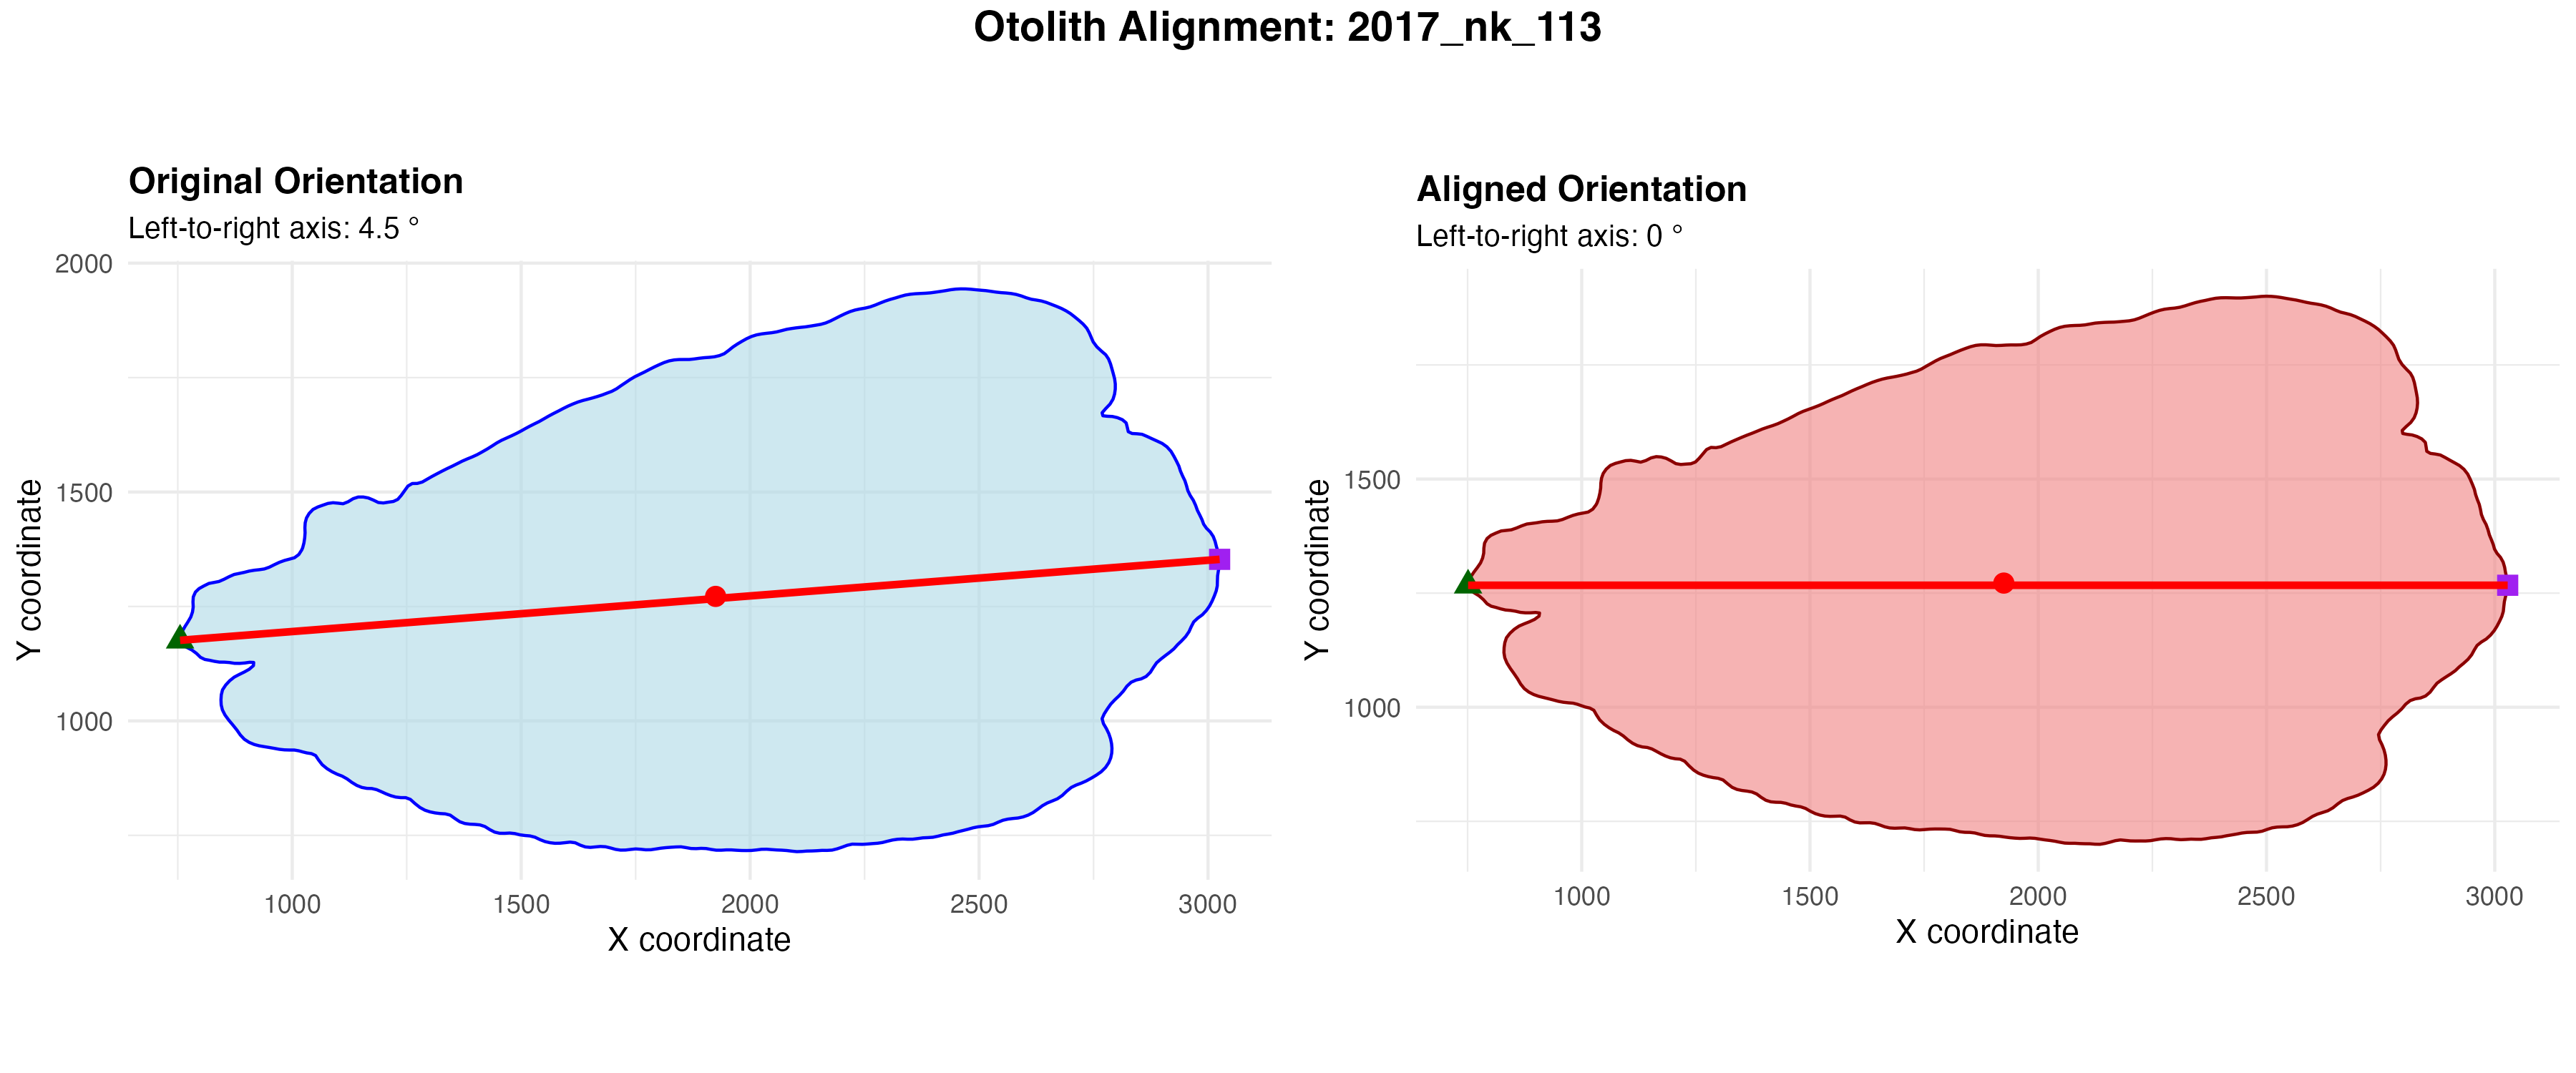 Otolith Alignment: 2017_nk_113
Original Orientation
Left-to-right axis: 4.5 °
2000
1500
1000
Y coordinate
1000 1500 2000 2500 3000
X coordinate
Aligned Orientation
Left-to-right axis: 0 °
1500
1000
Y coordinate
1000 1500 2000 2500 3000
X coordinate